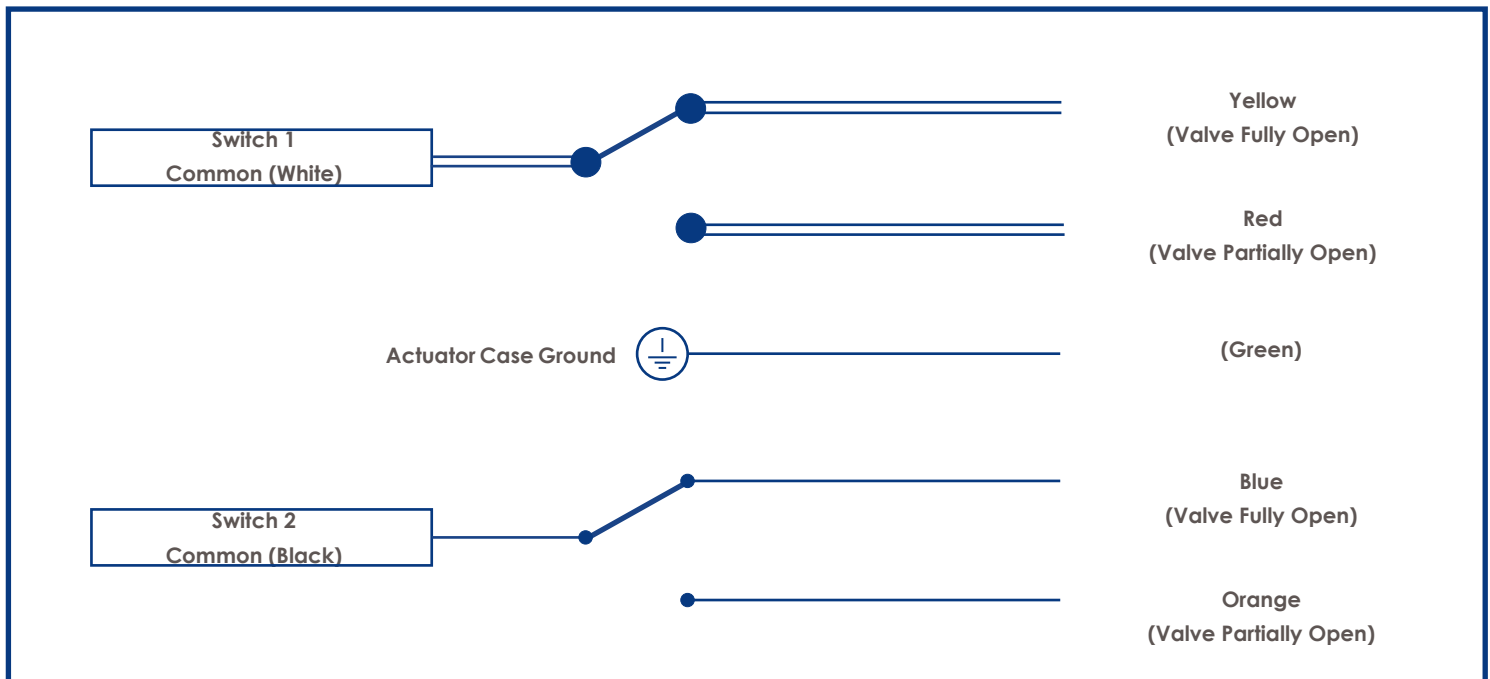 Switch 1
Common (White)
Yellow
(Valve Fully Open)
Red
(Valve Partially Open)
Actuator Case Ground
(Green)
Switch 2
Common (Black)
Blue
(Valve Fully Open)
Orange
(Valve Partially Open)